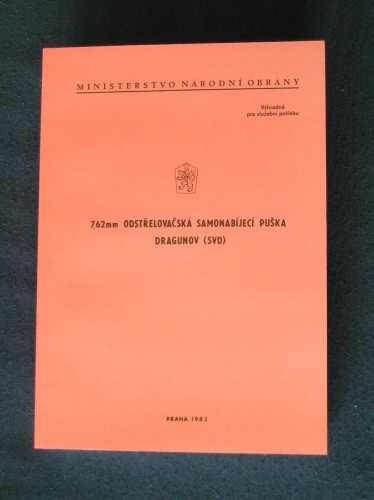 MINISTERSTVO NÁRODNÍ OBRANY
Výhradně
pro služební potřebu
7,62mm ODSTŘELOVAČSKÁ SAMONABÍJECÍ PUŠKA
DRAGUNOV (SVD)
PRAHA 1983